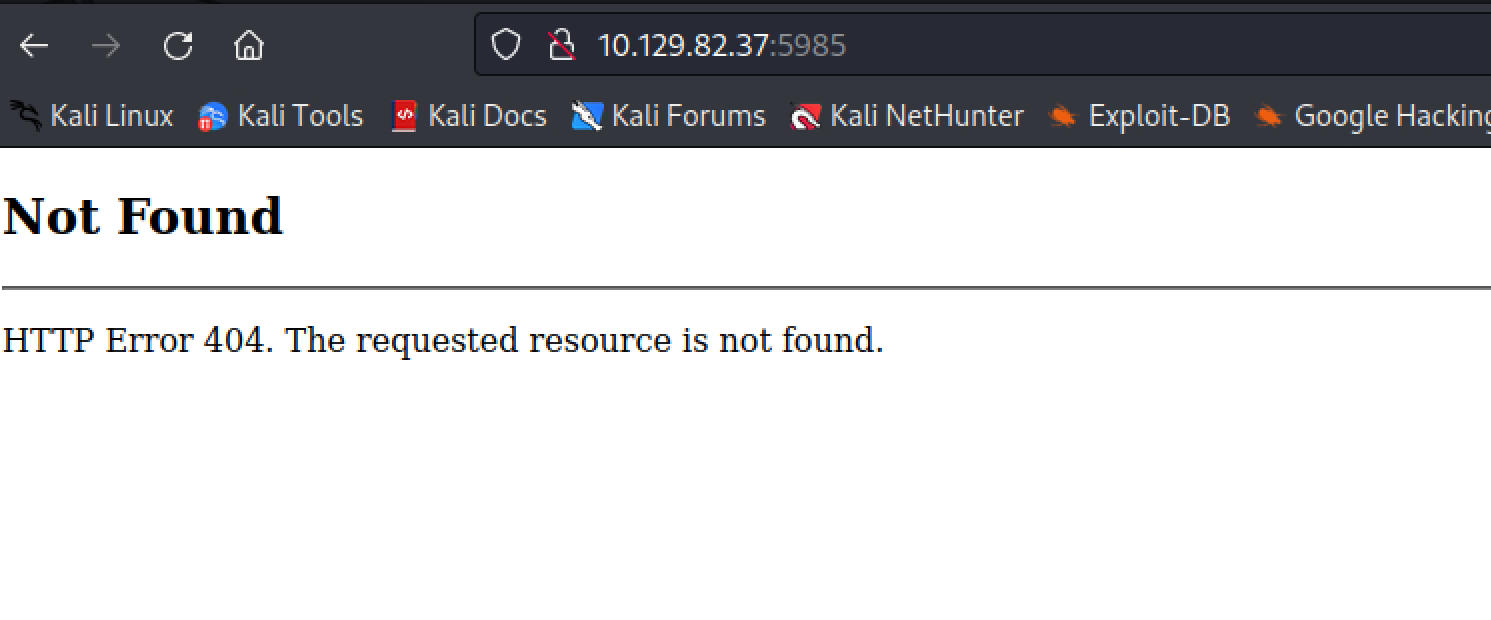 10.129.82.37:5985
Kali Linux Kali Tools Kali Docs Kali Forums Kali NetHunter Exploit-DB Google Hacking
Not Found
HTTP Error 404. The requested resource is not found.